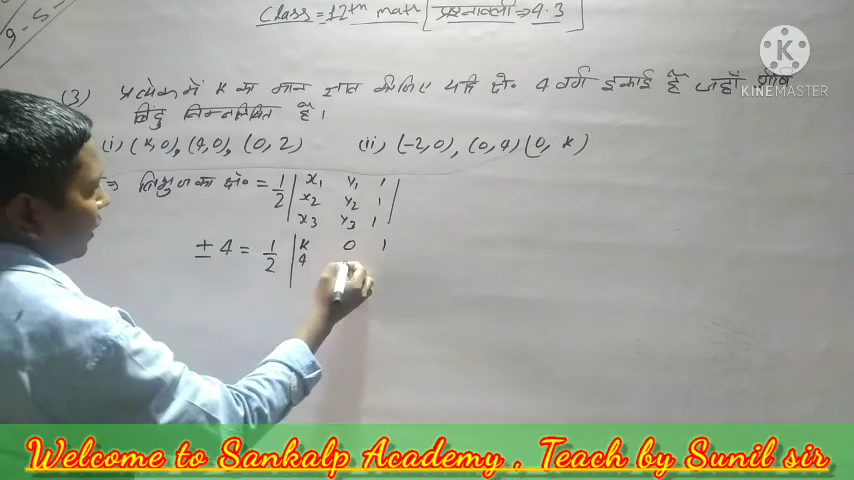 Class = 12th math [प्रश्नावली → 4.3]
9-5-
KINEMASTER
(3) प्रत्येक में K का मान ज्ञात कीजिए यदि क्षे० 4 वर्ग इकाई है जहाँ शीर्ष
बिंदु निम्नलिखित है।
(i) (K,0), (4,0), (0, 2) (ii) (-2,0), (0,4) (0, K)
⇒ त्रिभुज का क्षे० = 1/2 | x₁ y₁ 1
x₂ y₂ 1
x₃ y₃ 1 |
± 4 = 1/2 | K 0 1
4
Welcome to Sankalp Academy . Teach by Sunil sir